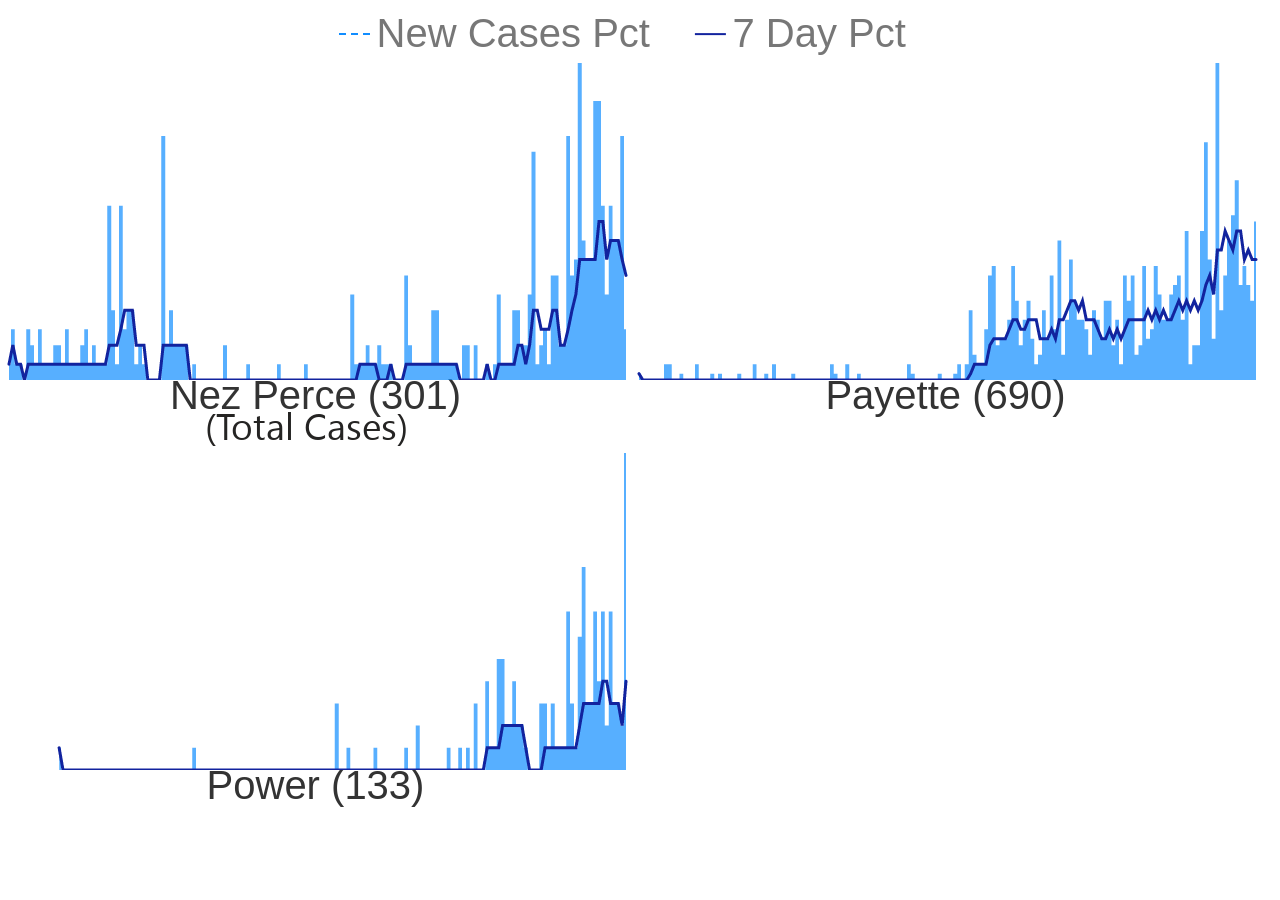 New Cases Pct 7 Day Pct
Nez Perce (301) Payette (690)
(Total Cases)
Power (133)